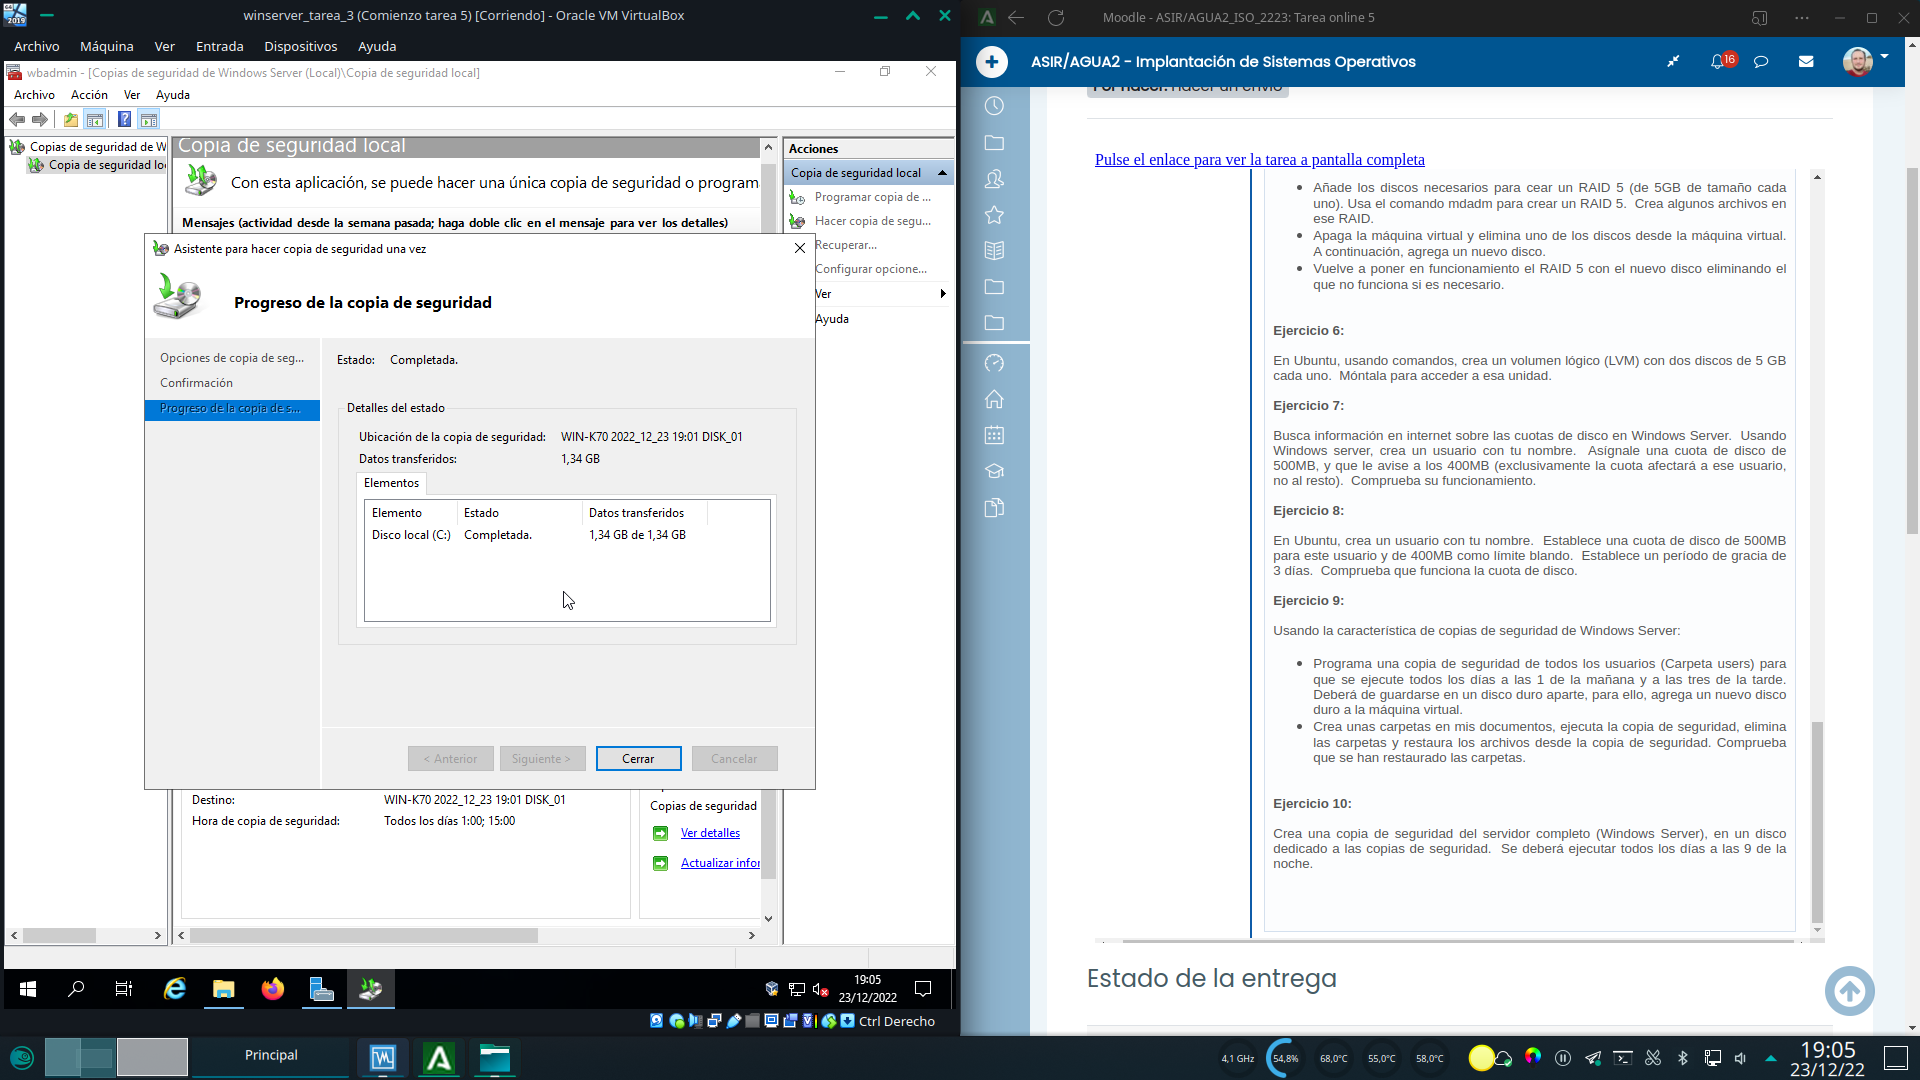 winserver_tarea_3 (Comienzo tarea 5) [Corriendo] - Oracle VM VirtualBox
Archivo Máquina Ver Entrada Dispositivos Ayuda
wbadmin - [Copias de seguridad de Windows Server (Local)\Copia de seguridad local]
Archivo Acción Ver Ayuda
Copias de seguridad de W
Copia de seguridad lo
Copia de seguridad local
Con esta aplicación, se puede hacer una única copia de seguridad o program
Mensajes (actividad desde la semana pasada; haga doble clic en el mensaje para ver los detalles)
Acciones
Copia de seguridad local
Programar copia de ...
Hacer copia de segu...
Recuperar...
Configurar opcione...
Ver
Ayuda
Asistente para hacer copia de seguridad una vez
Progreso de la copia de seguridad
Opciones de copia de seg...
Confirmación
Progreso de la copia de s...
Estado: Completada.
Detalles del estado
Ubicación de la copia de seguridad: WIN-K70 2022_12_23 19:01 DISK_01
Datos transferidos: 1,34 GB
Elementos
Elemento Estado Datos transferidos
Disco local (C:) Completada. 1,34 GB de 1,34 GB
< Anterior Siguiente > Cerrar Cancelar
Destino: WIN-K70 2022_12_23 19:01 DISK_01
Hora de copia de seguridad: Todos los días 1:00; 15:00
Copias de seguridad
Ver detalles
Actualizar infor
19:05
23/12/2022
Ctrl Derecho
Moodle - ASIR/AGUA2_ISO_2223: Tarea online 5
ASIR/AGUA2 - Implantación de Sistemas Operativos
16
Por hacer: Hacer un envío
Pulse el enlace para ver la tarea a pantalla completa
Añade los discos necesarios para cear un RAID 5 (de 5GB de tamaño cada
uno). Usa el comando mdadm para crear un RAID 5. Crea algunos archivos en
ese RAID.
Apaga la máquina virtual y elimina uno de los discos desde la máquina virtual.
A continuación, agrega un nuevo disco.
Vuelve a poner en funcionamiento el RAID 5 con el nuevo disco eliminando el
que no funciona si es necesario.
Ejercicio 6:
En Ubuntu, usando comandos, crea un volumen lógico (LVM) con dos discos de 5 GB
cada uno. Móntala para acceder a esa unidad.
Ejercicio 7:
Busca información en internet sobre las cuotas de disco en Windows Server. Usando
Windows server, crea un usuario con tu nombre. Asígnale una cuota de disco de
500MB, y que le avise a los 400MB (exclusivamente la cuota afectará a ese usuario,
no al resto). Comprueba su funcionamiento.
Ejercicio 8:
En Ubuntu, crea un usuario con tu nombre. Establece una cuota de disco de 500MB
para este usuario y de 400MB como límite blando. Establece un período de gracia de
3 días. Comprueba que funciona la cuota de disco.
Ejercicio 9:
Usando la característica de copias de seguridad de Windows Server:
Programa una copia de seguridad de todos los usuarios (Carpeta users) para
que se ejecute todos los días a las 1 de la mañana y a las tres de la tarde.
Deberá de guardarse en un disco duro aparte, para ello, agrega un nuevo disco
duro a la máquina virtual.
Crea unas carpetas en mis documentos, ejecuta la copia de seguridad, elimina
las carpetas y restaura los archivos desde la copia de seguridad. Comprueba
que se han restaurado las carpetas.
Ejercicio 10:
Crea una copia de seguridad del servidor completo (Windows Server), en un disco
dedicado a las copias de seguridad. Se deberá ejecutar todos los días a las 9 de la
noche.
Estado de la entrega
Principal
4,1 GHz 54,8% 68,0°C 55,0°C 58,0°C
19:05
23/12/22